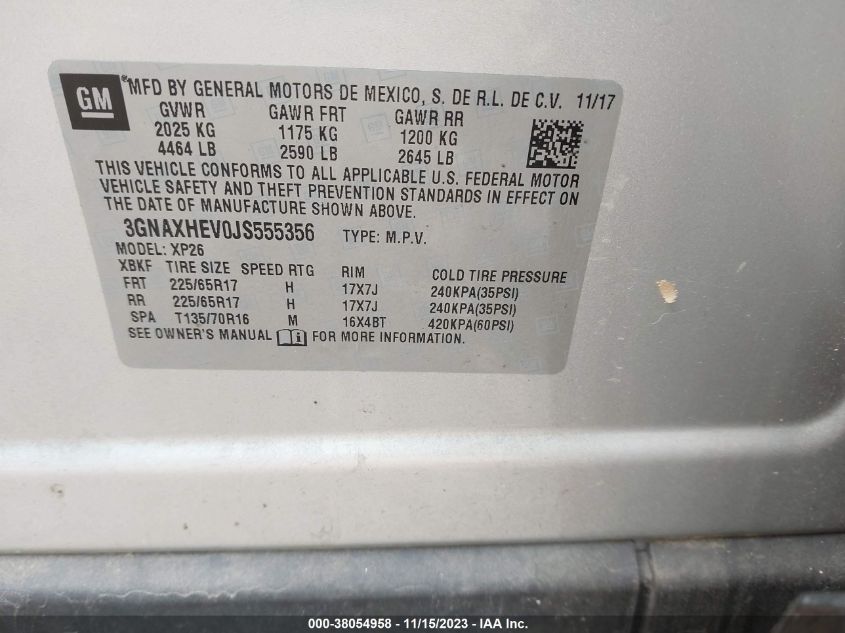 GM
®MFD BY GENERAL MOTORS DE MEXICO, S. DE R.L. DE C.V. 11/17
GVWR GAWR FRT GAWR RR
2025 KG 1175 KG 1200 KG
4464 LB 2590 LB 2645 LB
THIS VEHICLE CONFORMS TO ALL APPLICABLE U.S. FEDERAL MOTOR
VEHICLE SAFETY AND THEFT PREVENTION STANDARDS IN EFFECT ON
THE DATE OF MANUFACTURE SHOWN ABOVE.
3GNAXHEV0JS555356 TYPE: M.P.V.
MODEL: XP26
XBKF TIRE SIZE SPEED RTG RIM COLD TIRE PRESSURE
FRT 225/65R17 H 17X7J 240KPA(35PSI)
RR 225/65R17 H 17X7J 240KPA(35PSI)
SPA T135/70R16 M 16X4BT 420KPA(60PSI)
SEE OWNER'S MANUAL FOR MORE INFORMATION.
000-38054958 - 11/15/2023 - IAA Inc.